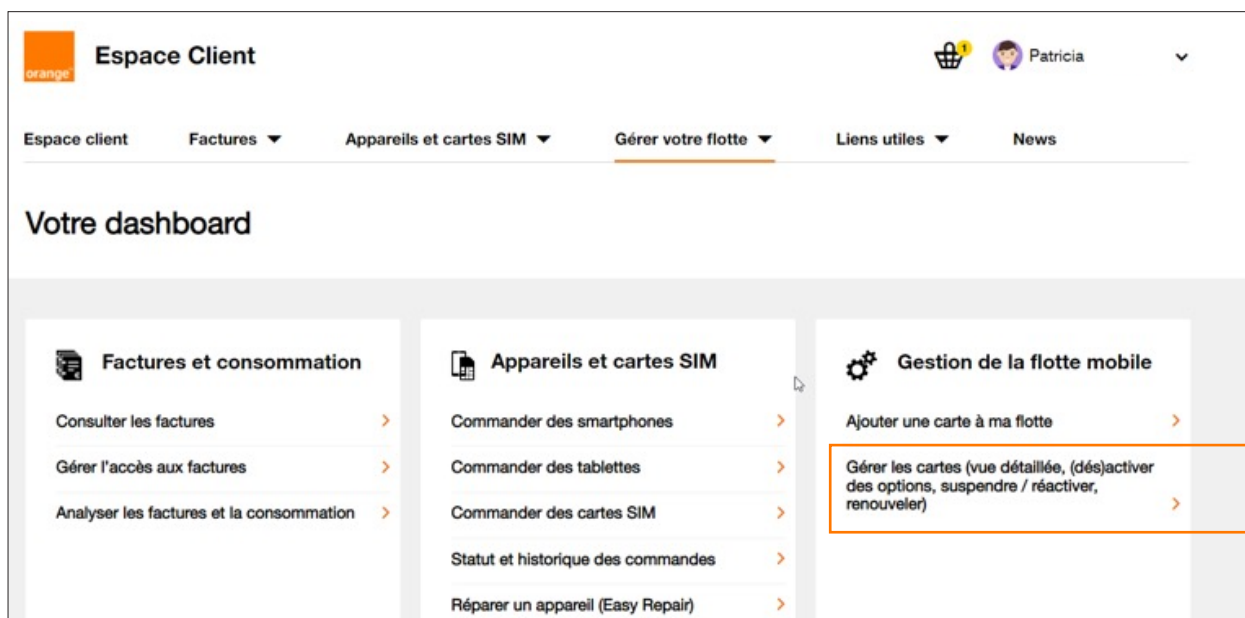 orange™
Espace Client
1
Patricia
Espace client
Factures
Appareils et cartes SIM
Gérer votre flotte
Liens utiles
News
Votre dashboard
Factures et consommation
Consulter les factures
Gérer l'accès aux factures
Analyser les factures et la consommation
Appareils et cartes SIM
Commander des smartphones
Commander des tablettes
Commander des cartes SIM
Statut et historique des commandes
Réparer un appareil (Easy Repair)
Gestion de la flotte mobile
Ajouter une carte à ma flotte
Gérer les cartes (vue détaillée, (dés)activer
des options, suspendre / réactiver,
renouveler)